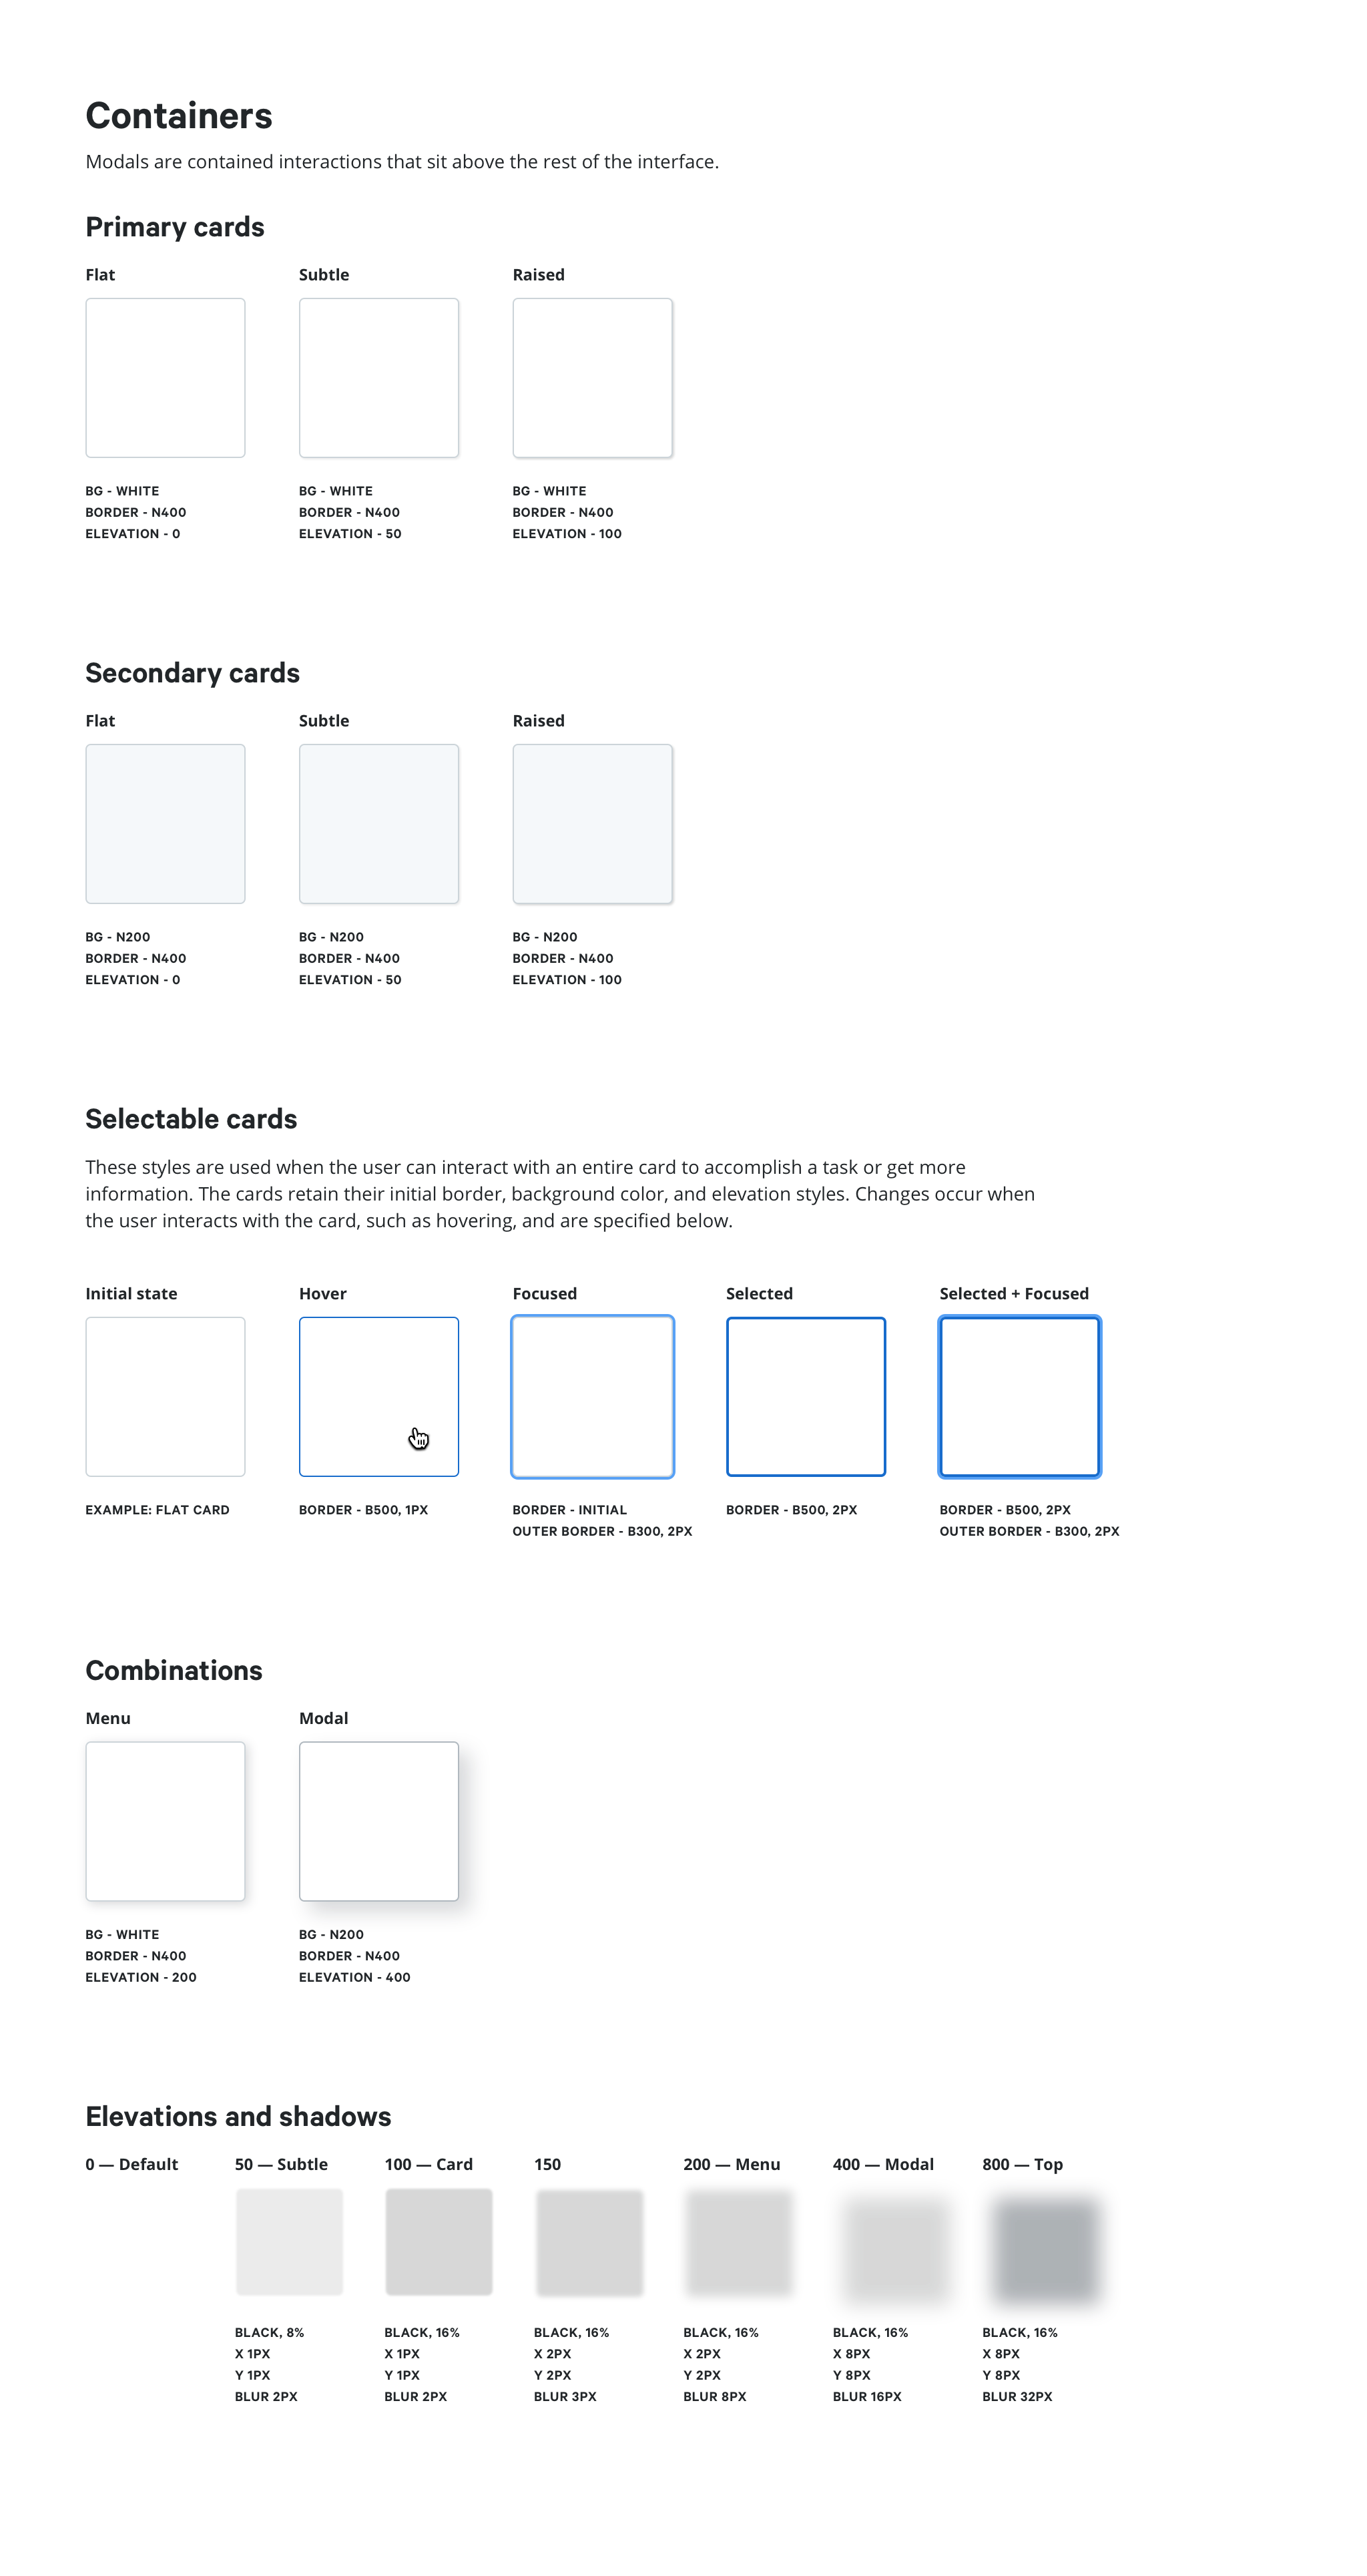 Containers
Modals are contained interactions that sit above the rest of the interface.
Primary cards
Flat
Subtle
Raised
BG - WHITE
BORDER - N400
ELEVATION - 0
BG - WHITE
BORDER - N400
ELEVATION - 50
BG - WHITE
BORDER - N400
ELEVATION - 100
Secondary cards
Flat
Subtle
Raised
BG - N200
BORDER - N400
ELEVATION - 0
BG - N200
BORDER - N400
ELEVATION - 50
BG - N200
BORDER - N400
ELEVATION - 100
Selectable cards
These styles are used when the user can interact with an entire card to accomplish a task or get more
information. The cards retain their initial border, background color, and elevation styles. Changes occur when
the user interacts with the card, such as hovering, and are specified below.
Initial state
Hover
Focused
Selected
Selected + Focused
EXAMPLE: FLAT CARD
BORDER - B500, 1PX
BORDER - INITIAL
OUTER BORDER - B300, 2PX
BORDER - B500, 2PX
BORDER - B500, 2PX
OUTER BORDER - B300, 2PX
Combinations
Menu
Modal
BG - WHITE
BORDER - N400
ELEVATION - 200
BG - N200
BORDER - N400
ELEVATION - 400
Elevations and shadows
0 — Default
50 — Subtle
100 — Card
150
200 — Menu
400 — Modal
800 — Top
BLACK, 8%
X 1PX
Y 1PX
BLUR 2PX
BLACK, 16%
X 1PX
Y 1PX
BLUR 2PX
BLACK, 16%
X 2PX
Y 2PX
BLUR 3PX
BLACK, 16%
X 2PX
Y 2PX
BLUR 8PX
BLACK, 16%
X 8PX
Y 8PX
BLUR 16PX
BLACK, 16%
X 8PX
Y 8PX
BLUR 32PX